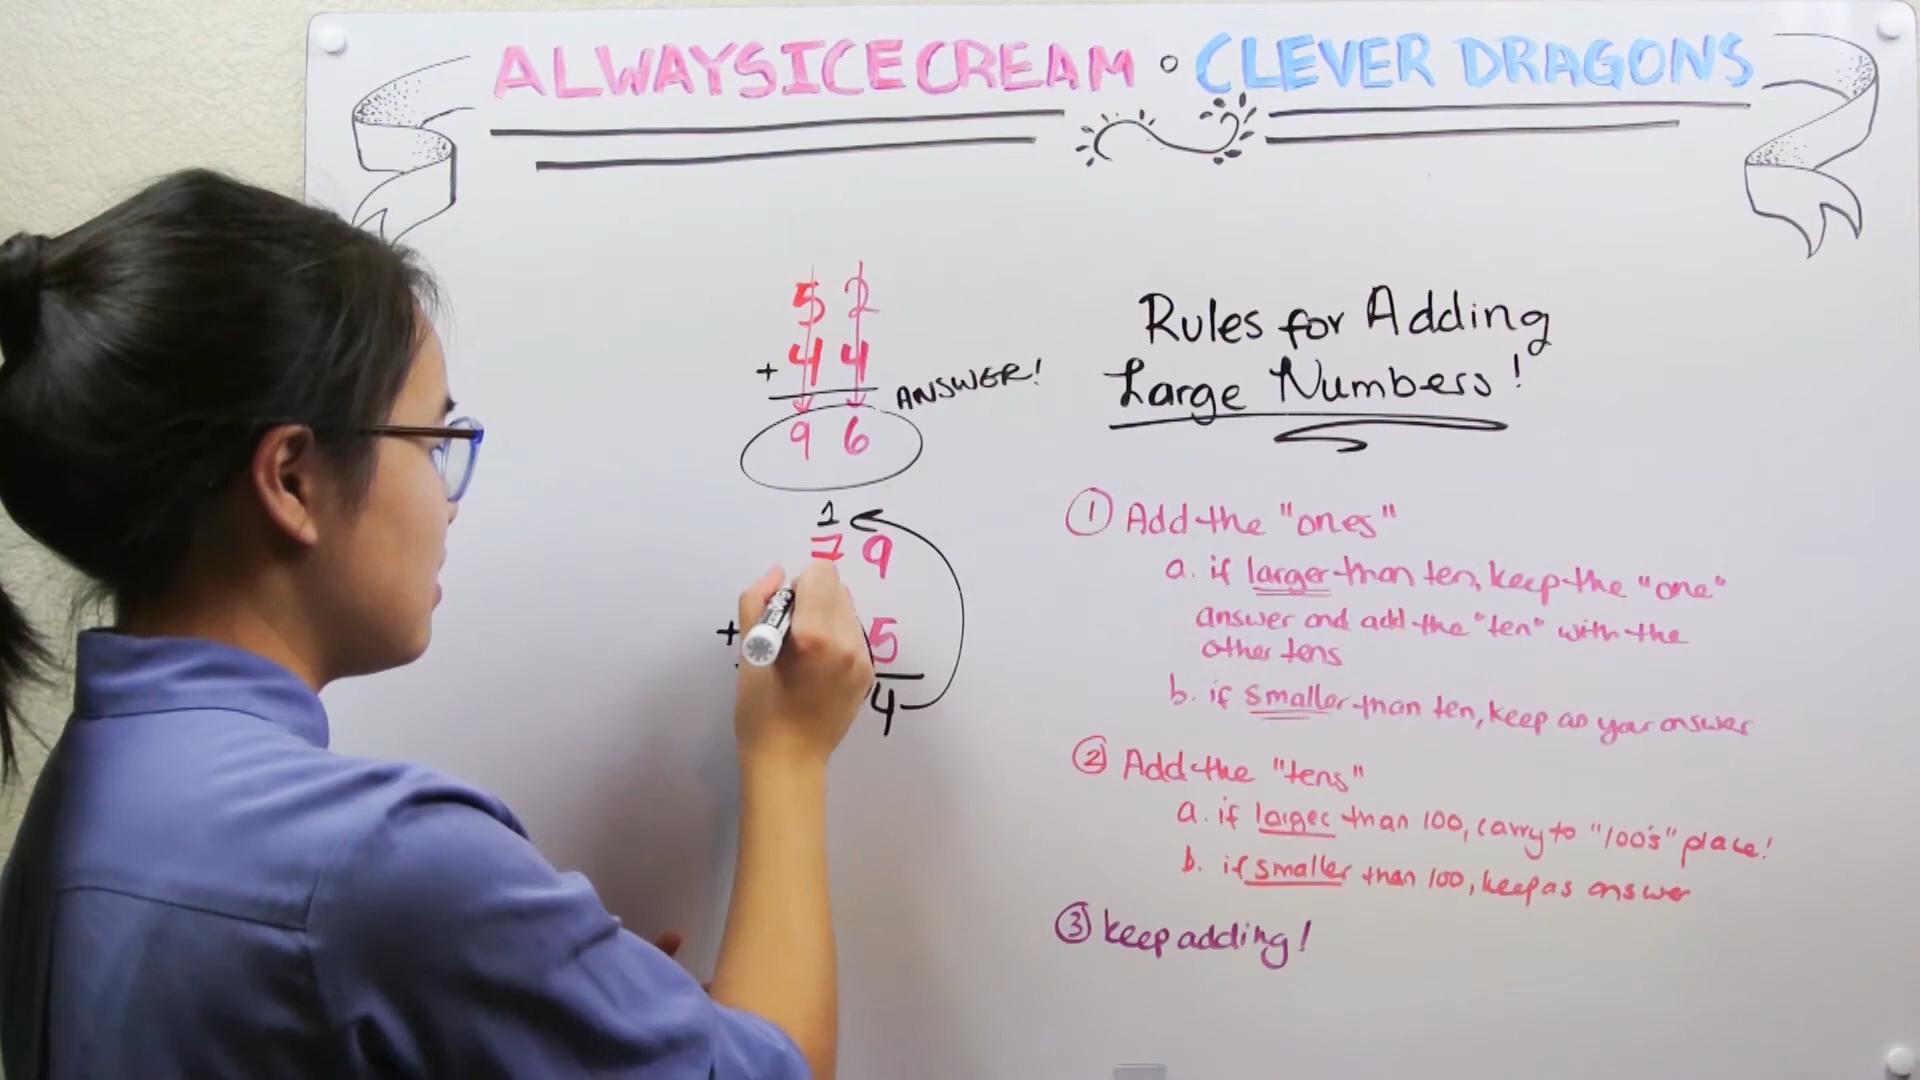 ALWAYSICECREAM • CLEVER DRAGONS
5 2
+ 4 4
ANSWER!
9 6
1
7 9
+ 5
4
Rules for Adding
Large Numbers!
① Add the "ones"
a. if larger than ten, keep the "one"
answer and add the "ten" with the
other tens
b. if smaller than ten, keep as your answer
② Add the "tens"
a. if larger than 100, carry to "100's" place!
b. if smaller than 100, keep as answer
③ keep adding!